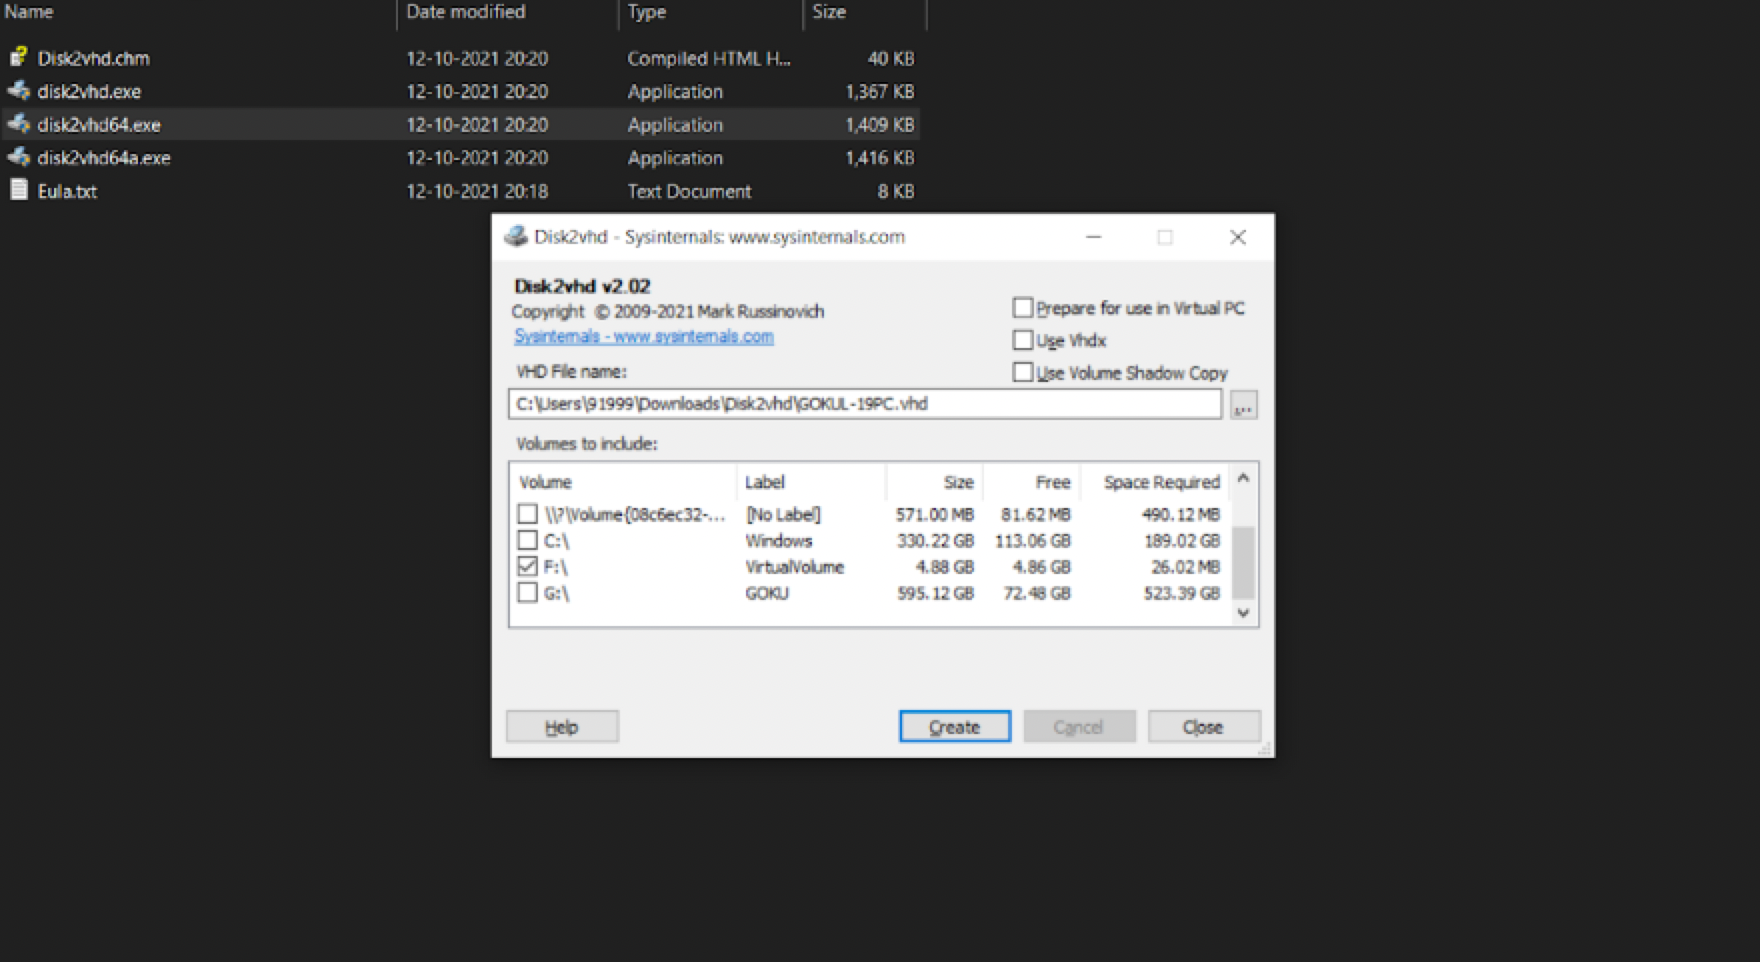 Name Date modified Type Size
Disk2vhd.chm 12-10-2021 20:20 Compiled HTML H... 40 KB
disk2vhd.exe 12-10-2021 20:20 Application 1,367 KB
disk2vhd64.exe 12-10-2021 20:20 Application 1,409 KB
disk2vhd64a.exe 12-10-2021 20:20 Application 1,416 KB
Eula.txt 12-10-2021 20:18 Text Document 8 KB
Disk2vhd - Sysinternals: www.sysinternals.com
Disk2vhd v2.02
Copyright © 2009-2021 Mark Russinovich
Sysinternals - www.sysinternals.com
Prepare for use in Virtual PC
Use Vhdx
Use Volume Shadow Copy
VHD File name:
C:\Users\91999\Downloads\Disk2vhd\GOKUL-19PC.vhd ...
Volumes to include:
Volume Label Size Free Space Required
\\?\Volume{08c6ec32-... [No Label] 571.00 MB 81.62 MB 490.12 MB
C:\ Windows 330.22 GB 113.06 GB 189.02 GB
F:\ VirtualVolume 4.88 GB 4.86 GB 26.02 MB
G:\ GOKU 595.12 GB 72.48 GB 523.39 GB
Help Create Cancel Close